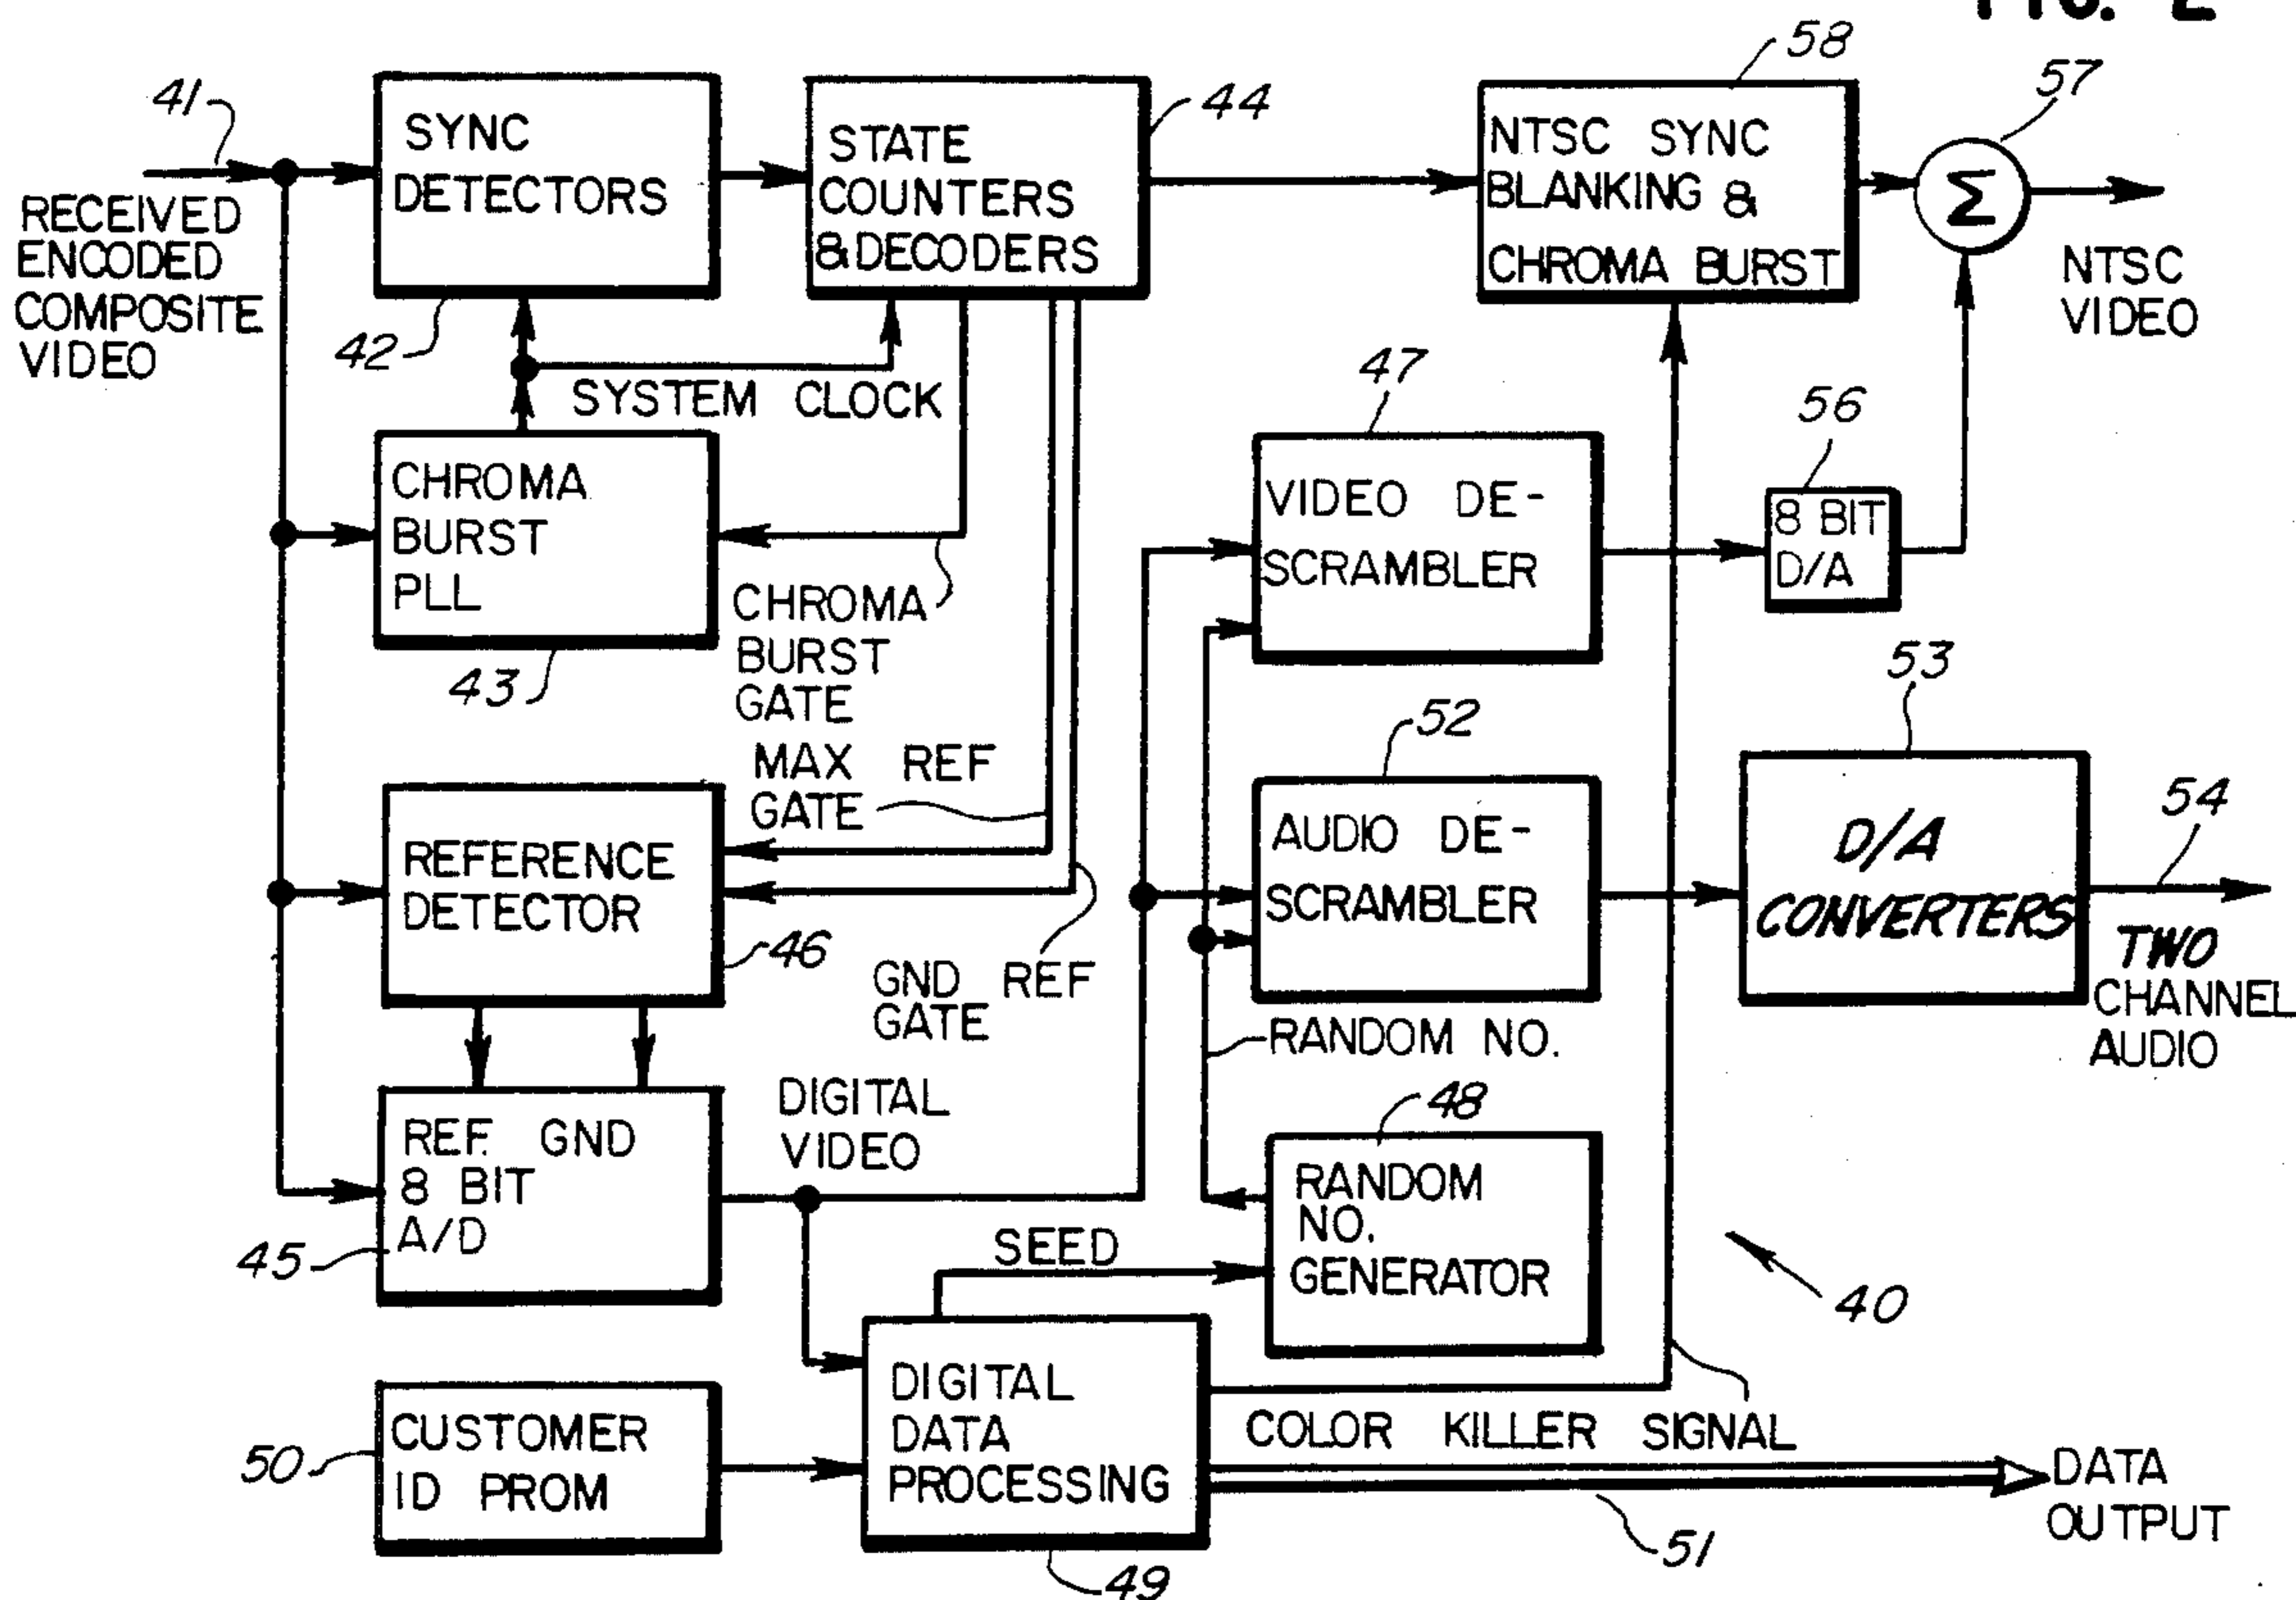 FIG. 2
41
RECEIVED
ENCODED
COMPOSITE
VIDEO
SYNC
DETECTORS
42
STATE
COUNTERS
& DECODERS
44
NTSC SYNC
BLANKING &
CHROMA BURST
58
57
Σ
NTSC
VIDEO
SYSTEM CLOCK
CHROMA
BURST
PLL
43
CHROMA
BURST
GATE
47
VIDEO DE-
SCRAMBLER
56
8 BIT
D/A
MAX REF
GATE
REFERENCE
DETECTOR
46
GND REF
GATE
52
AUDIO DE-
SCRAMBLER
53
D/A
CONVERTERS
54
TWO
CHANNEL
AUDIO
RANDOM NO.
REF. GND
8 BIT
A/D
45
DIGITAL
VIDEO
48
RANDOM
NO.
GENERATOR
SEED
40
CUSTOMER
ID PROM
50
DIGITAL
DATA
PROCESSING
49
COLOR KILLER SIGNAL
DATA
OUTPUT
51